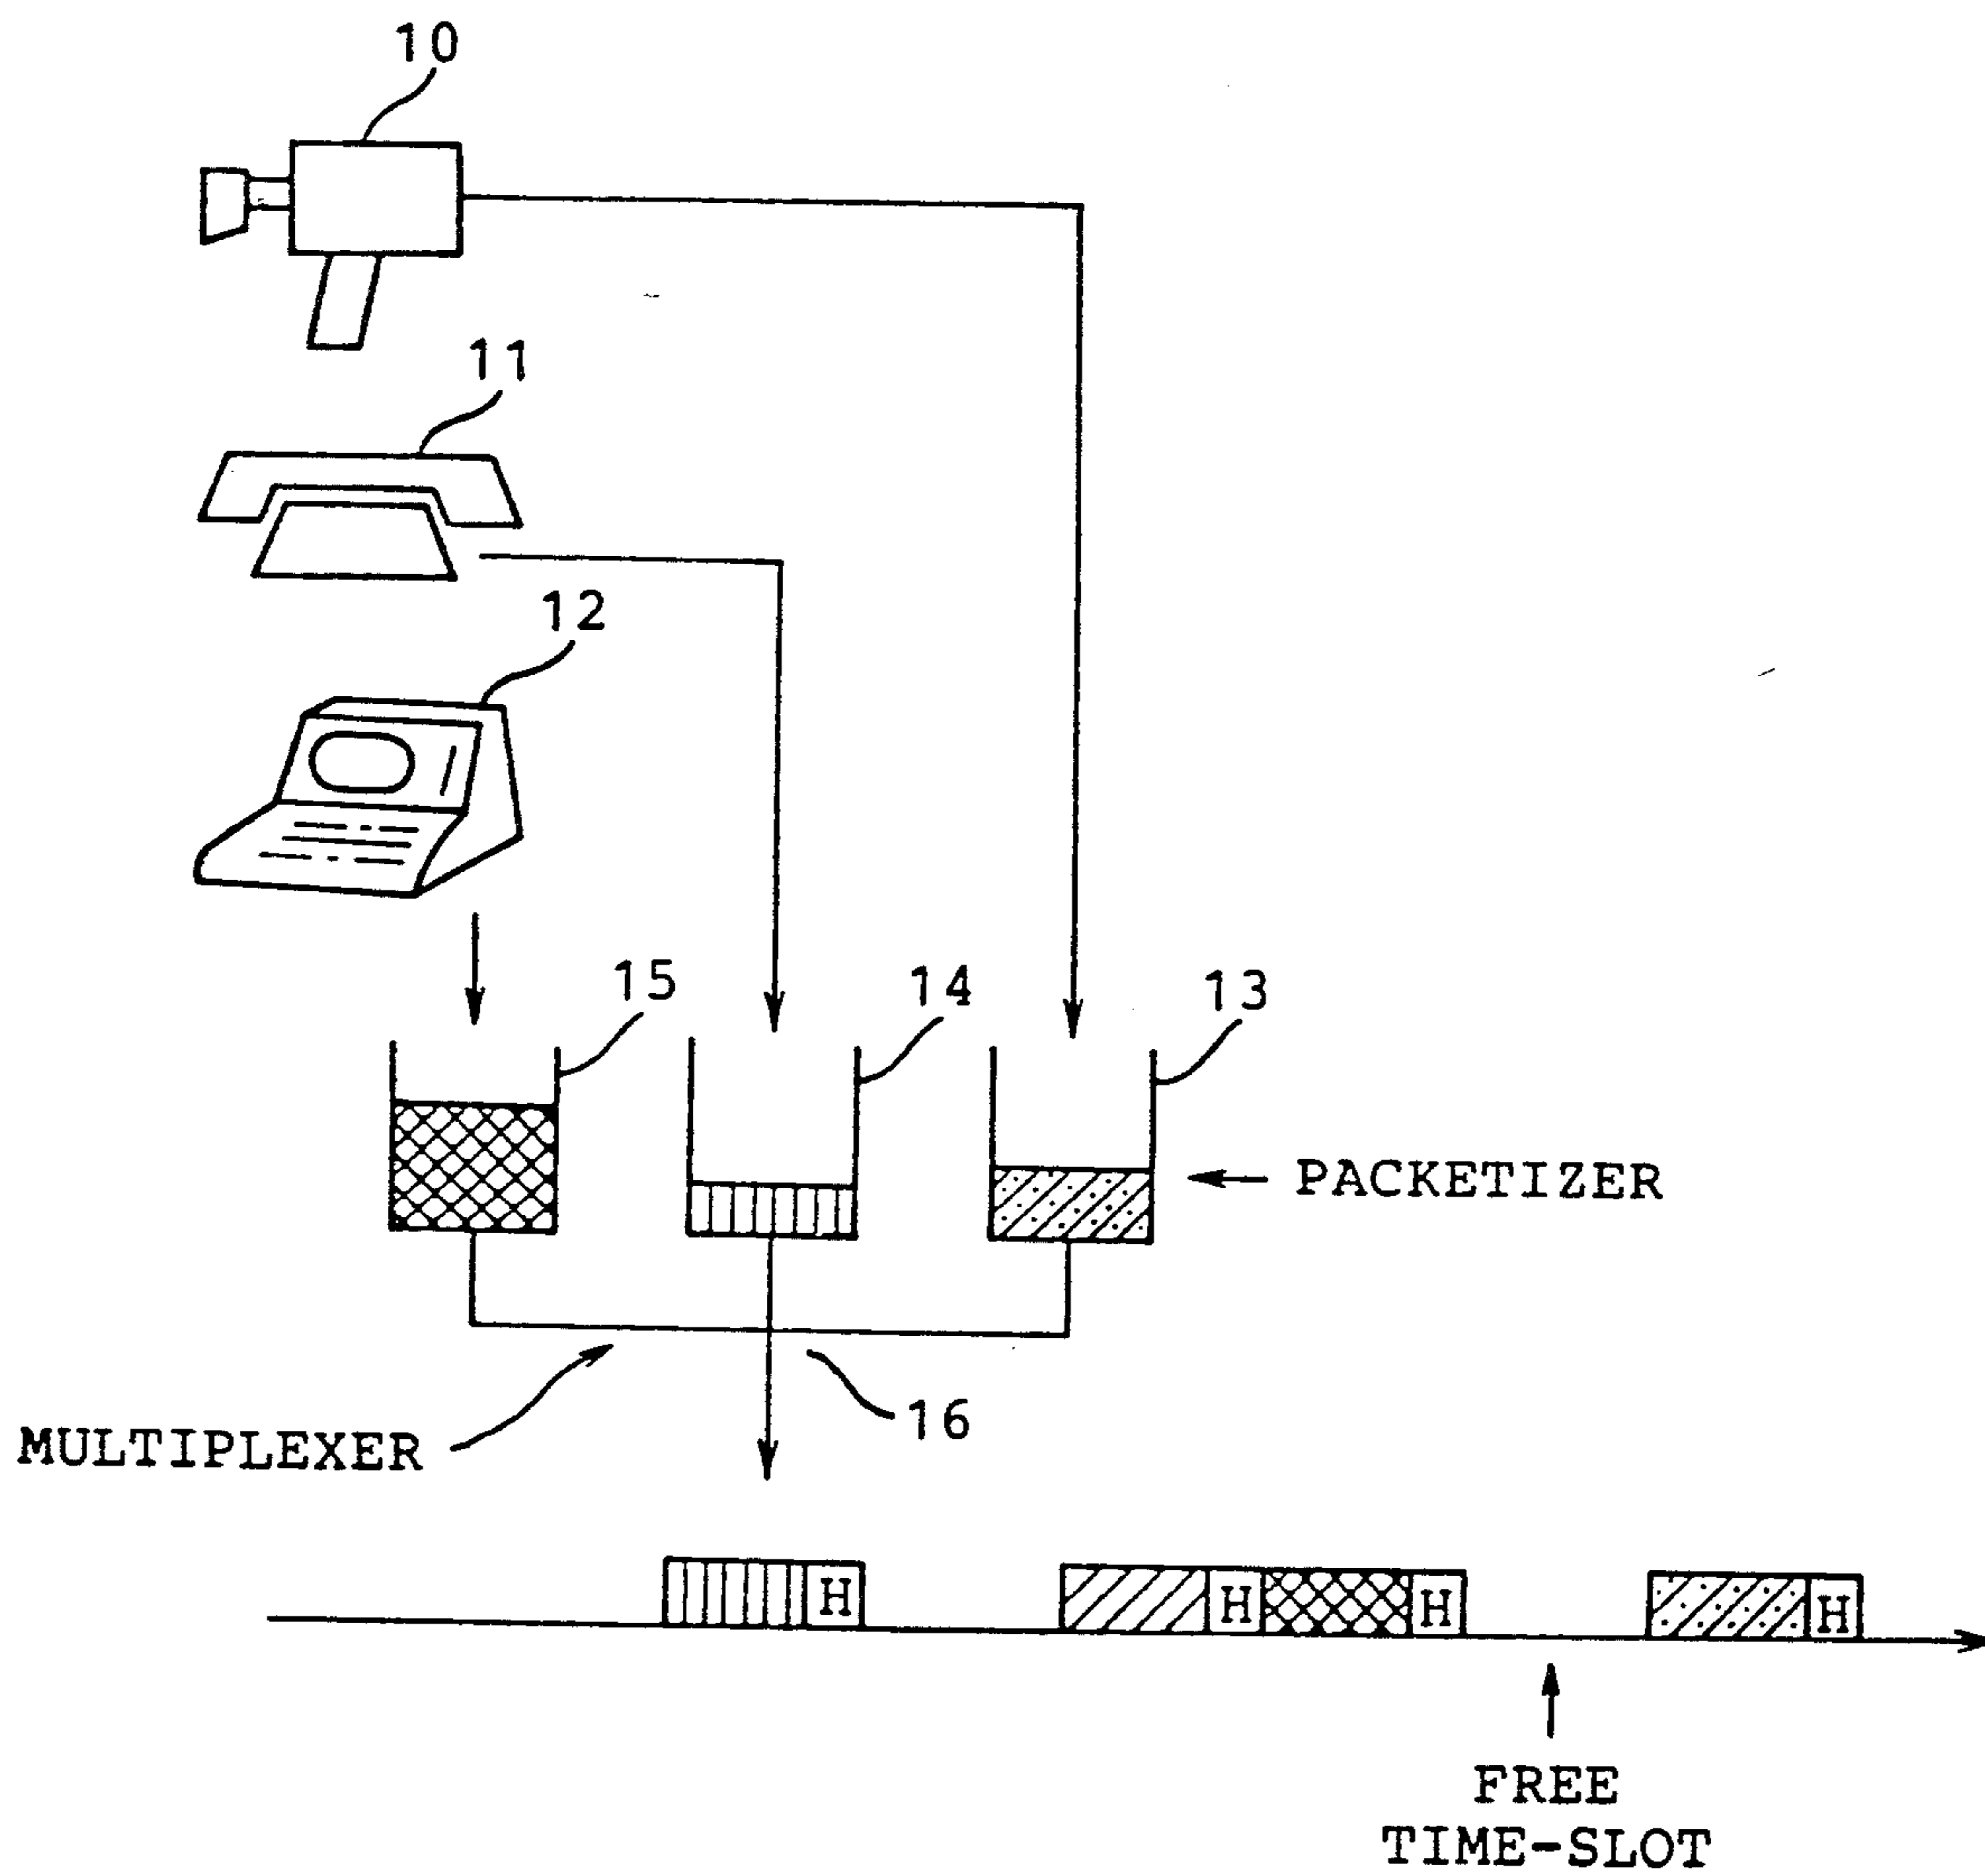 10
11
12
15
14
13
PACKETIZER
16
MULTIPLEXER
H
H
H
H
FREE
TIME-SLOT